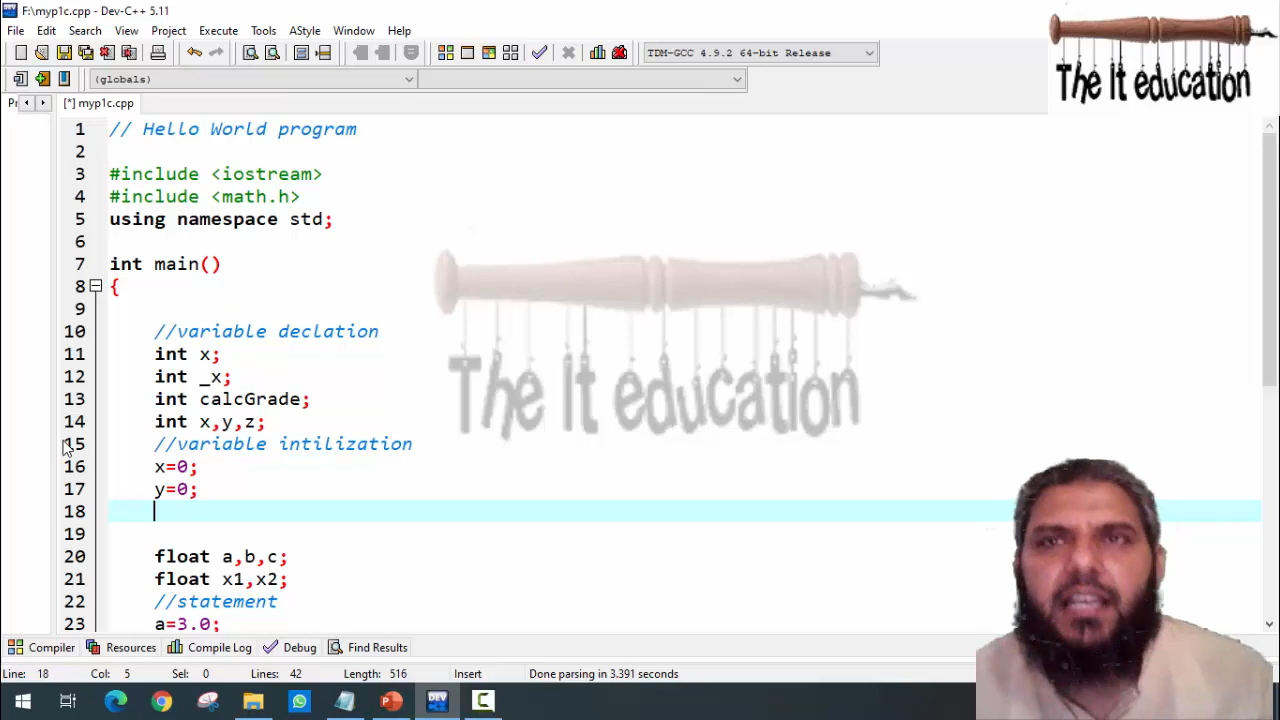 F:\myp1c.cpp - Dev-C++ 5.11
File Edit Search View Project Execute Tools AStyle Window Help
TDM-GCC 4.9.2 64-bit Release
The It education
(globals)
[*] myp1c.cpp
1 // Hello World program
2
3 #include <iostream>
4 #include <math.h>
5 using namespace std;
6
7 int main()
8 {
9
10 //variable declation
11 int x;
12 int _x;
13 int calcGrade;
14 int x,y,z;
15 //variable intilization
16 x=0;
17 y=0;
18
19
20 float a,b,c;
21 float x1,x2;
22 //statement
23 a=3.0;
The It education
Compiler Resources Compile Log Debug Find Results
Line: 18 Col: 5 Sel: 0 Lines: 42 Length: 516 Insert Done parsing in 3.391 seconds
DEV